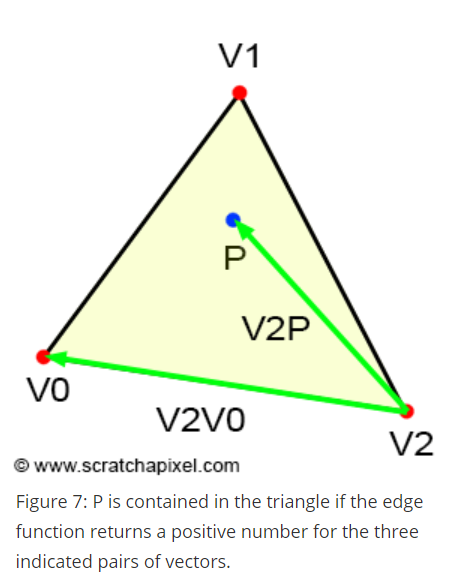 V1
P
V2P
V0
V2V0
V2
© www.scratchapixel.com
Figure 7: P is contained in the triangle if the edge
function returns a positive number for the three
indicated pairs of vectors.